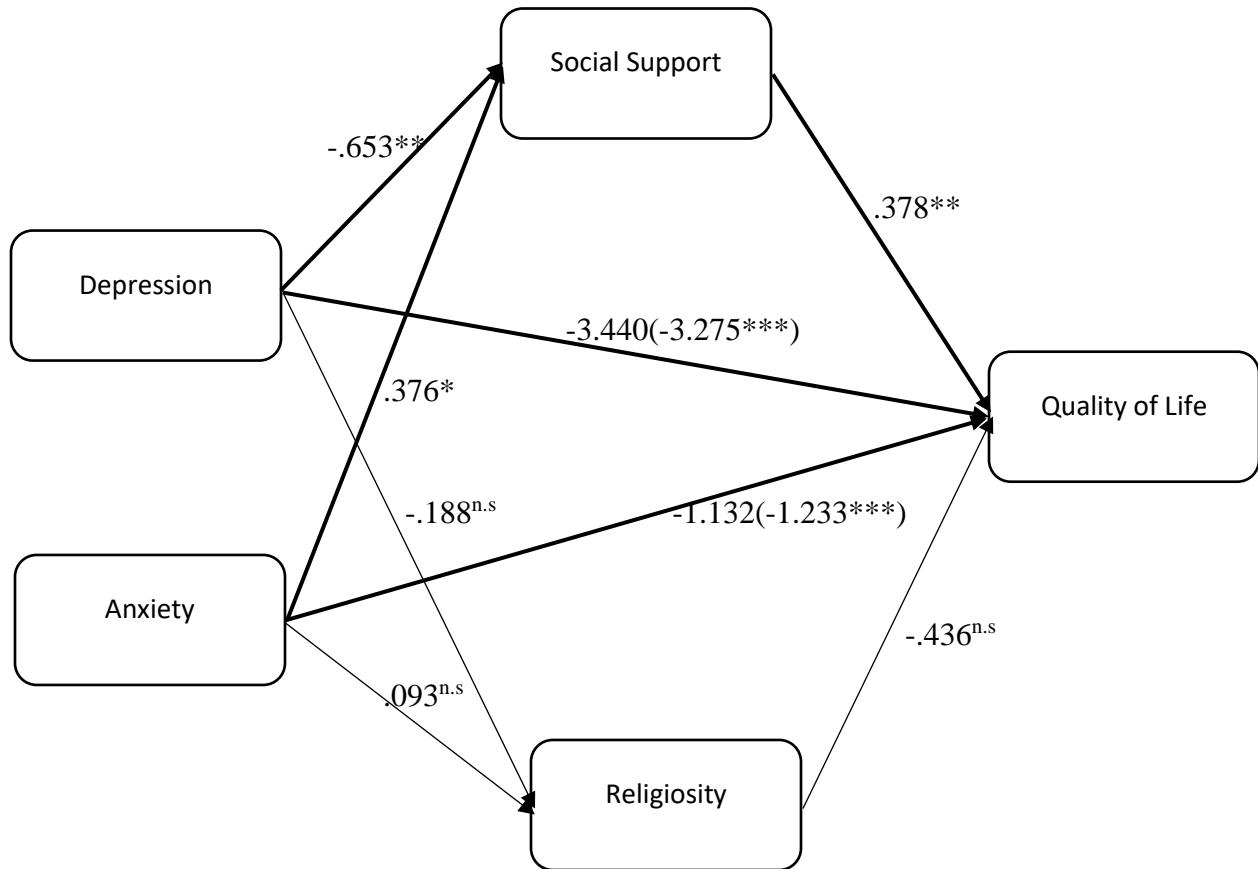 Social Support
-.653**
.378**
Depression
-3.440(-3.275***)
.376*
Quality of Life
-.188n.s
-1.132(-1.233***)
Anxiety
-.436n.s
.093n.s
Religiosity